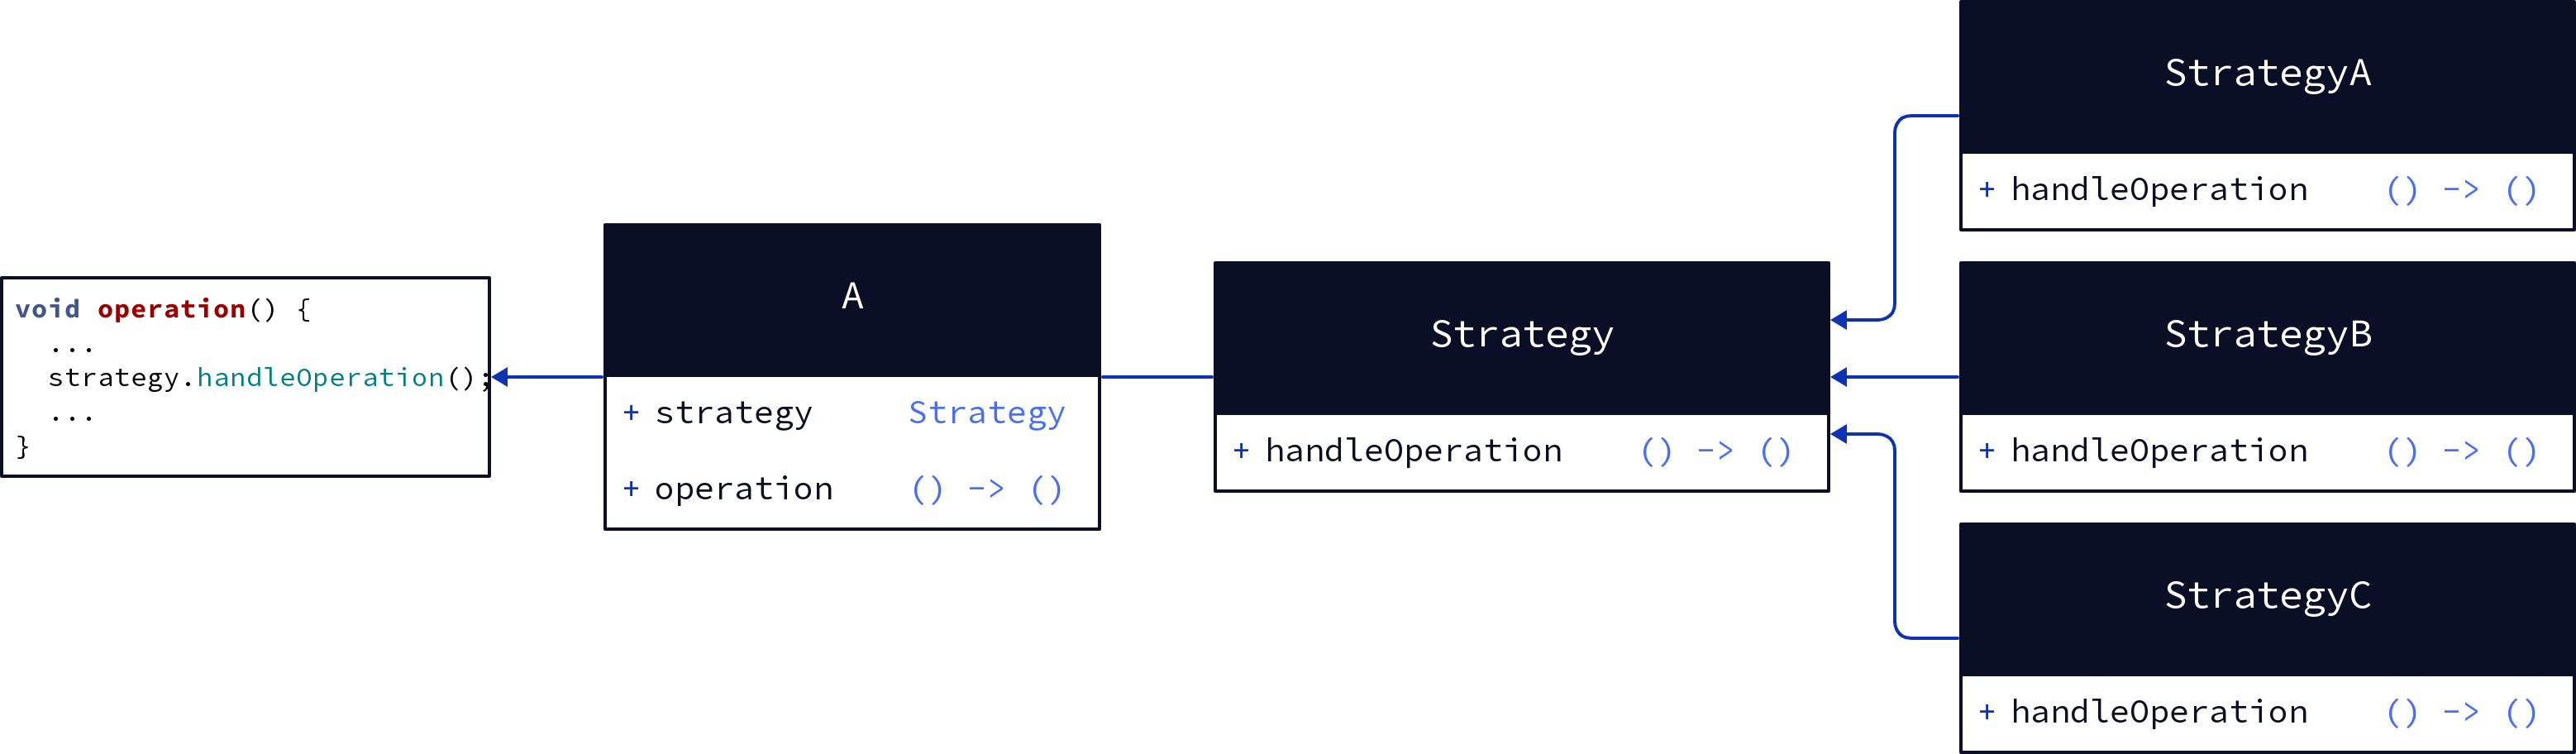 void operation() {
  ...
  strategy.handleOperation();
  ...
}
A
+ strategy Strategy
+ operation () -> ()
Strategy
+ handleOperation () -> ()
StrategyA
+ handleOperation () -> ()
StrategyB
+ handleOperation () -> ()
StrategyC
+ handleOperation () -> ()